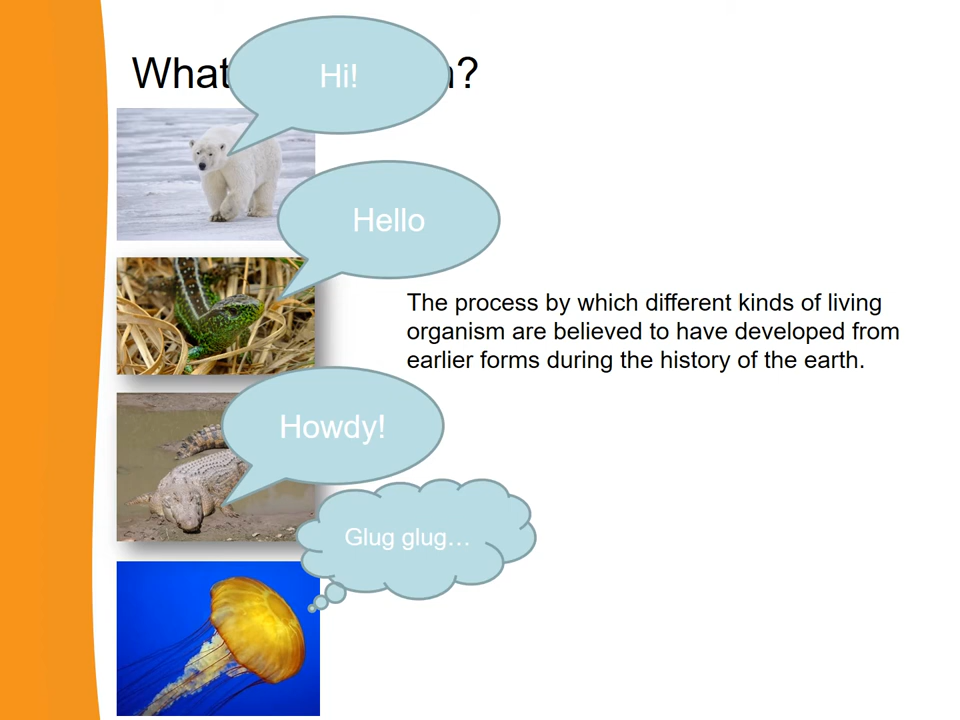 What
?
Hi!
Hello
The process by which different kinds of living
organism are believed to have developed from
earlier forms during the history of the earth.
Howdy!
Glug glug…